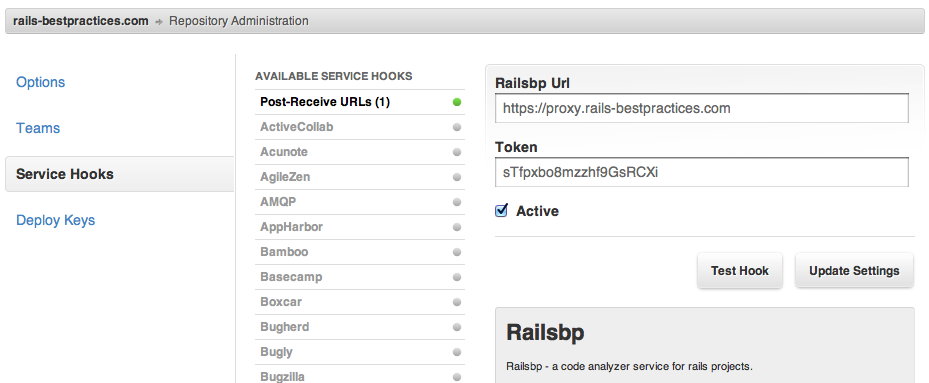 rails-bestpractices.com → Repository Administration
Options
Teams
Service Hooks
Deploy Keys
AVAILABLE SERVICE HOOKS
Post-Receive URLs (1)
ActiveCollab
Acunote
AgileZen
AMQP
AppHarbor
Bamboo
Basecamp
Boxcar
Bugherd
Bugly
Bugzilla
Railsbp Url
https://proxy.rails-bestpractices.com
Token
sTfpxbo8mzzhf9GsRCXi
Active
Test Hook
Update Settings
Railsbp
Railsbp - a code analyzer service for rails projects.